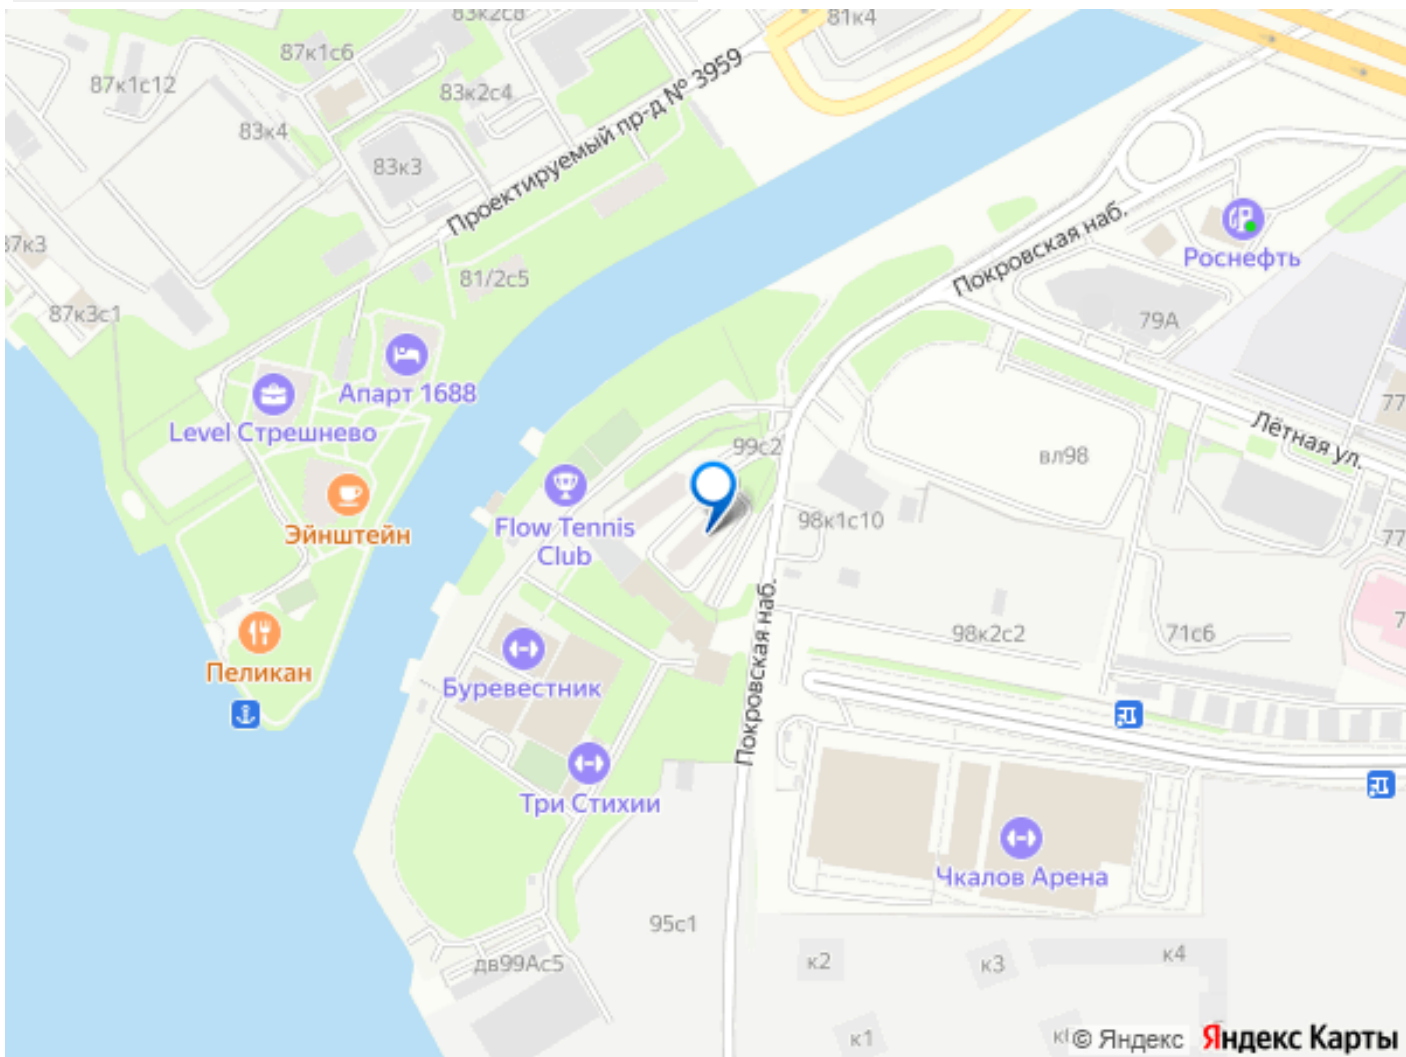 83к2с8
81к4
87к1с6
87к1с12
83к2с4
83к4
83к3
Проектируемый пр-д № 3959
Роснефть
Покровская наб.
81/2с5
87к3с1
79А
Апарт 1688
Level Стрешнево
77
Лётная ул.
99с2
вл98
Flow Tennis
Club
98к1с10
Эйнштейн
77
Покровская наб.
98к2с2
71с6
7
Пеликан
Буревестник
Три Стихии
Чкалов Арена
95с1
дв99Ас5
к2
к3
к4
к1
© Яндекс
Яндекс Карты